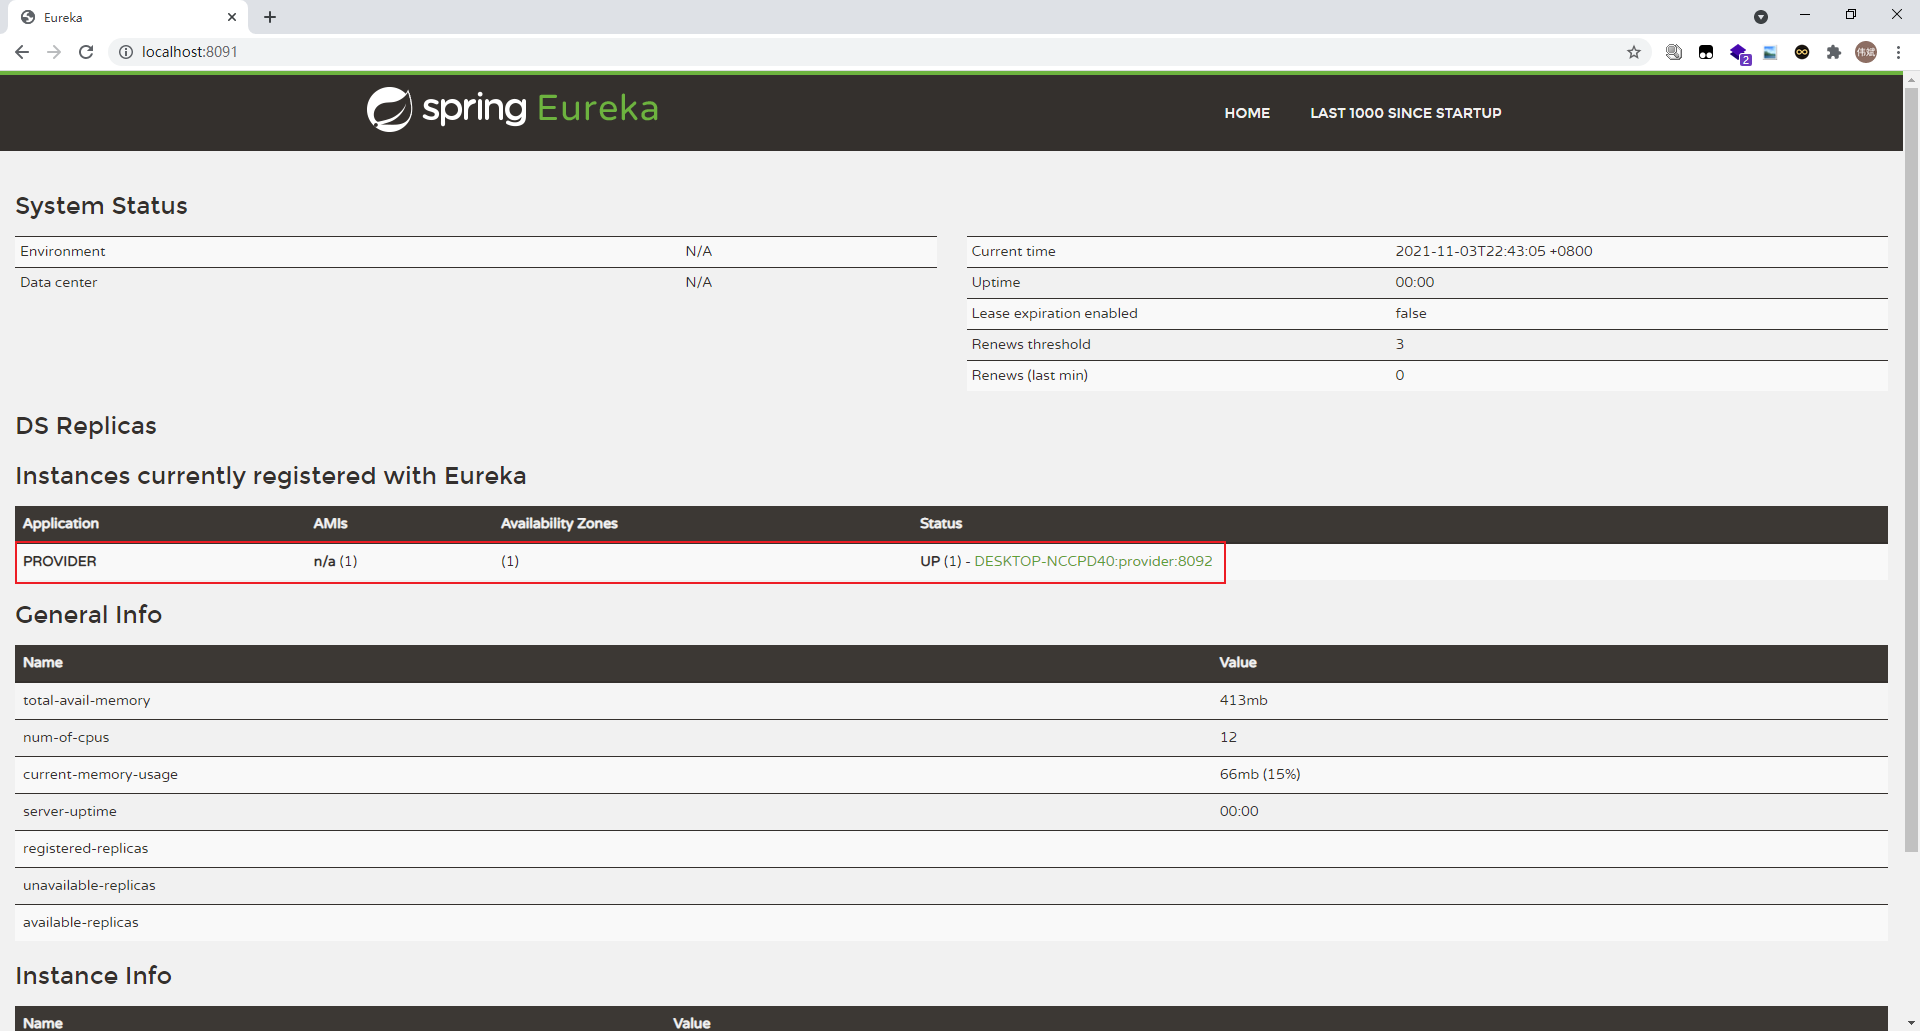 Eureka
localhost:8091
2
伟斌
spring Eureka
HOME LAST 1000 SINCE STARTUP
System Status
Environment N/A
Data center N/A
Current time 2021-11-03T22:43:05 +0800
Uptime 00:00
Lease expiration enabled false
Renews threshold 3
Renews (last min) 0
DS Replicas
Instances currently registered with Eureka
Application AMIs Availability Zones Status
PROVIDER n/a (1) (1) UP (1) - DESKTOP-NCCPD40:provider:8092
General Info
Name Value
total-avail-memory 413mb
num-of-cpus 12
current-memory-usage 66mb (15%)
server-uptime 00:00
registered-replicas
unavailable-replicas
available-replicas
Instance Info
Name Value